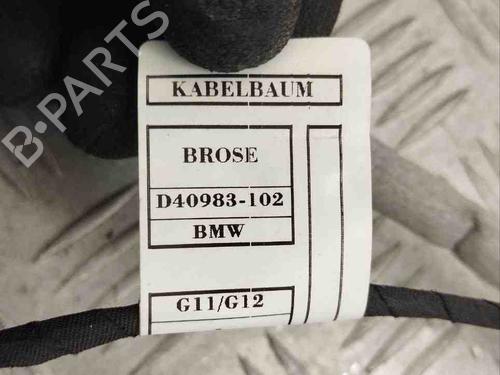 KABELBAUM
BROSE
D40983-102
BMW
G11/G12
B-PARTS